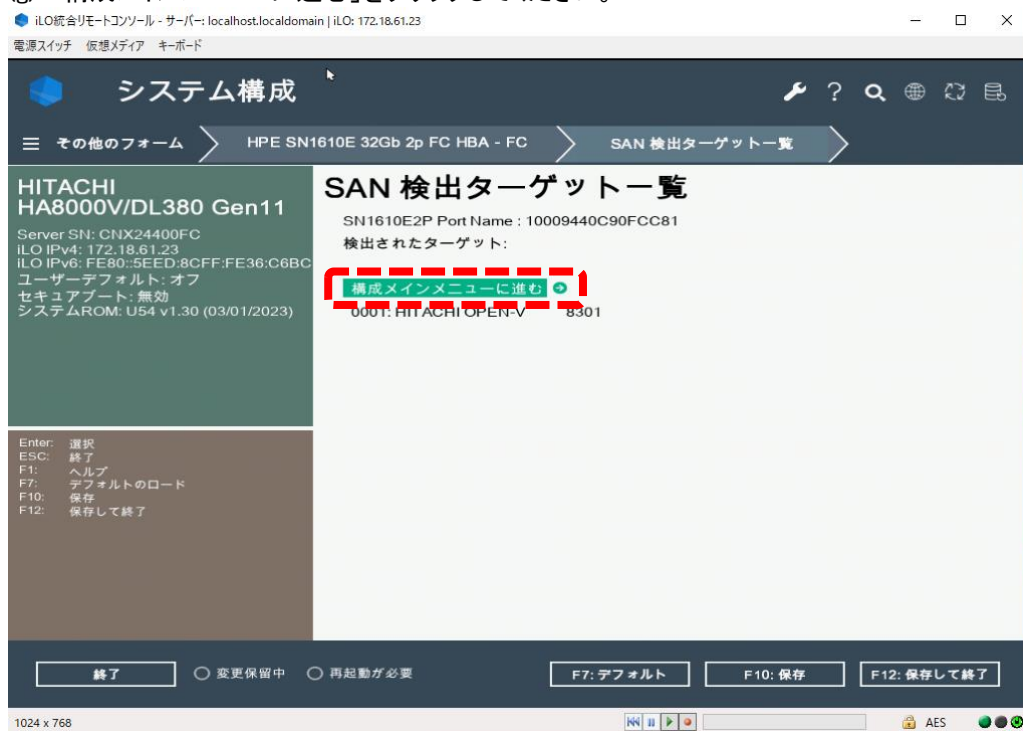 iLO統合リモートコンソール - サーバー: localhost.localdomain | iLO: 172.18.61.23
電源スイッチ 仮想メディア キーボード
システム構成
その他のフォーム HPE SN1610E 32Gb 2p FC HBA - FC SAN 検出ターゲット一覧
HITACHI
HA8000V/DL380 Gen11
Server SN: CNX24400FC
iLO IPv4: 172.18.61.23
iLO IPv6: FE80::5EED:8CFF:FE36:C6BC
ユーザーデフォルト: オフ
セキュアブート: 無効
システムROM: U54 v1.30 (03/01/2023)
SAN 検出ターゲット一覧
SN1610E2P Port Name : 10009440C90FCC81
検出されたターゲット:
構成メインメニューに進む
0001: HITACHI OPEN-V 8301
Enter: 選択
ESC: 終了
F1: ヘルプ
F7: デフォルトのロード
F10: 保存
F12: 保存して終了
終了 変更保留中 再起動が必要 F7: デフォルト F10: 保存 F12: 保存して終了
1024 x 768 AES